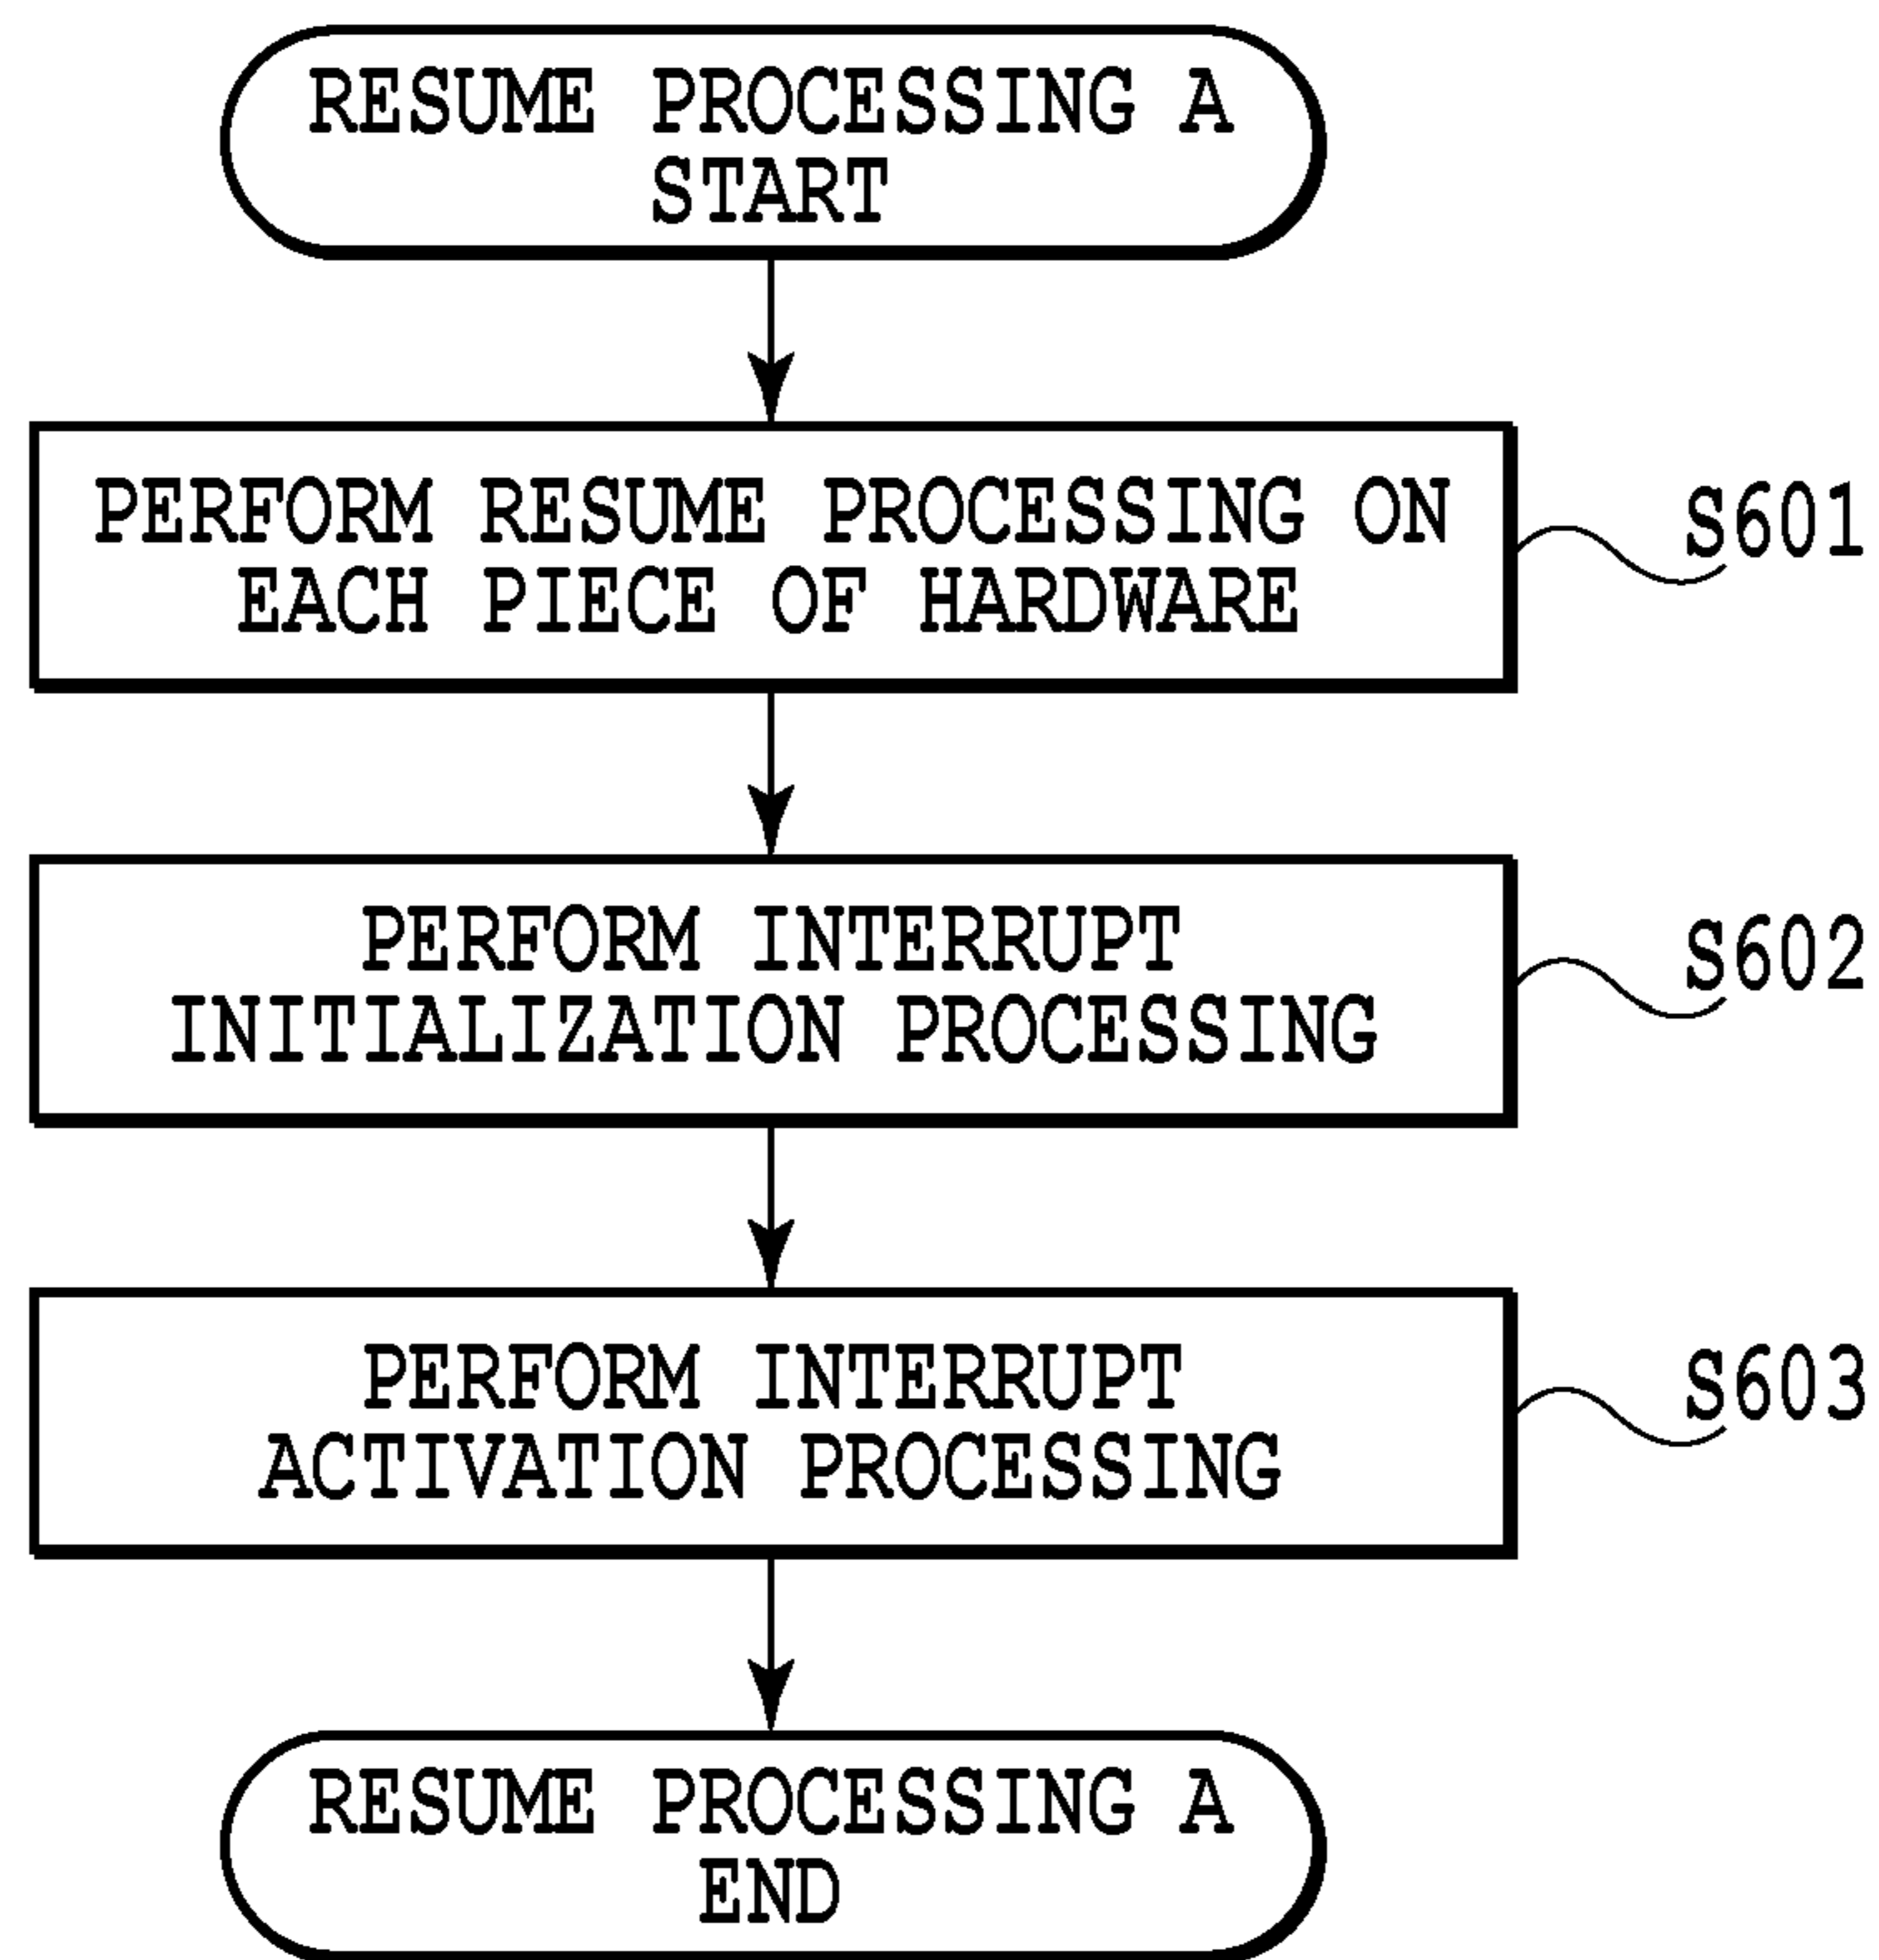 RESUME PROCESSING A
START
PERFORM RESUME PROCESSING ON
EACH PIECE OF HARDWARE
S601
PERFORM INTERRUPT
INITIALIZATION PROCESSING
S602
PERFORM INTERRUPT
ACTIVATION PROCESSING
S603
RESUME PROCESSING A
END